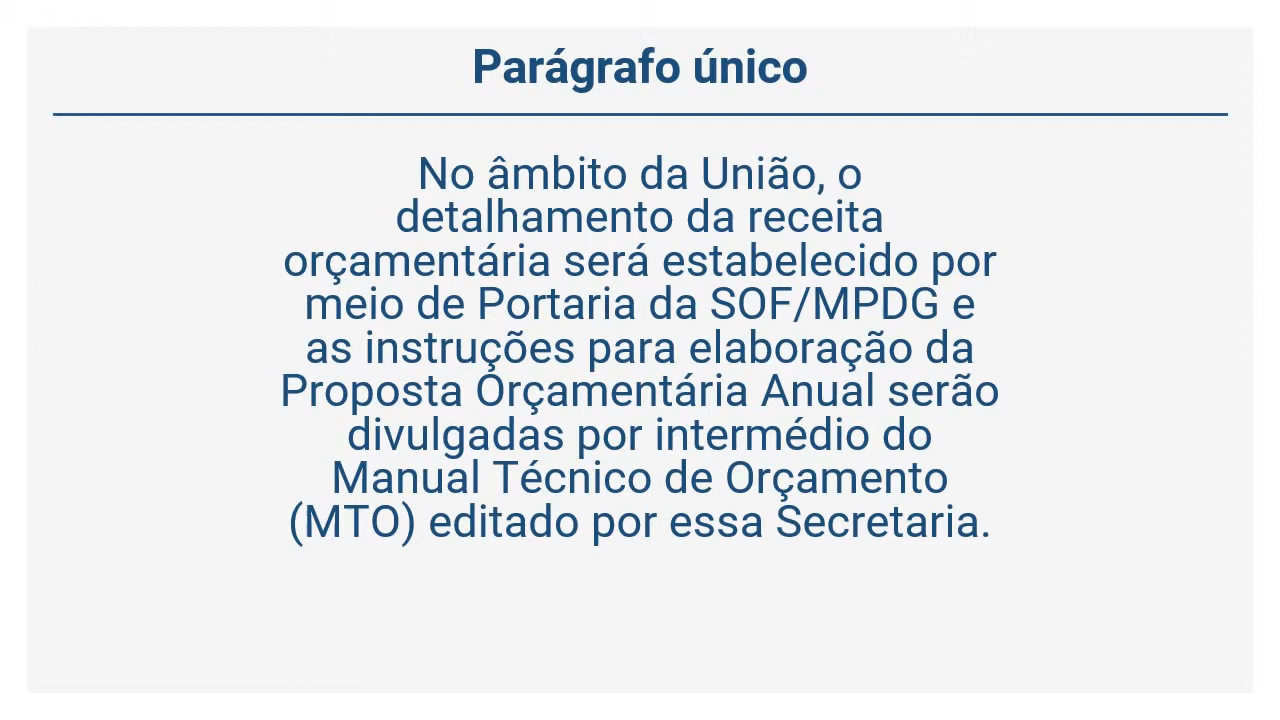 Parágrafo único
No âmbito da União, o
detalhamento da receita
orçamentária será estabelecido por
meio de Portaria da SOF/MPDG e
as instruções para elaboração da
Proposta Orçamentária Anual serão
divulgadas por intermédio do
Manual Técnico de Orçamento
(MTO) editado por essa Secretaria.